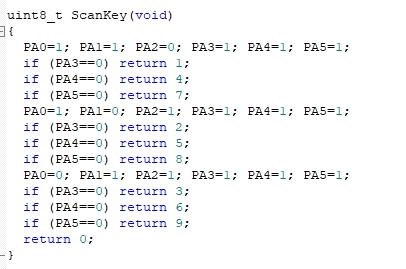 uint8_t ScanKey(void)
{
PA0=1; PA1=1; PA2=0; PA3=1; PA4=1; PA5=1;
if (PA3==0) return 1;
if (PA4==0) return 4;
if (PA5==0) return 7;
PA0=1; PA1=0; PA2=1; PA3=1; PA4=1; PA5=1;
if (PA3==0) return 2;
if (PA4==0) return 5;
if (PA5==0) return 8;
PA0=0; PA1=1; PA2=1; PA3=1; PA4=1; PA5=1;
if (PA3==0) return 3;
if (PA4==0) return 6;
if (PA5==0) return 9;
return 0;
}